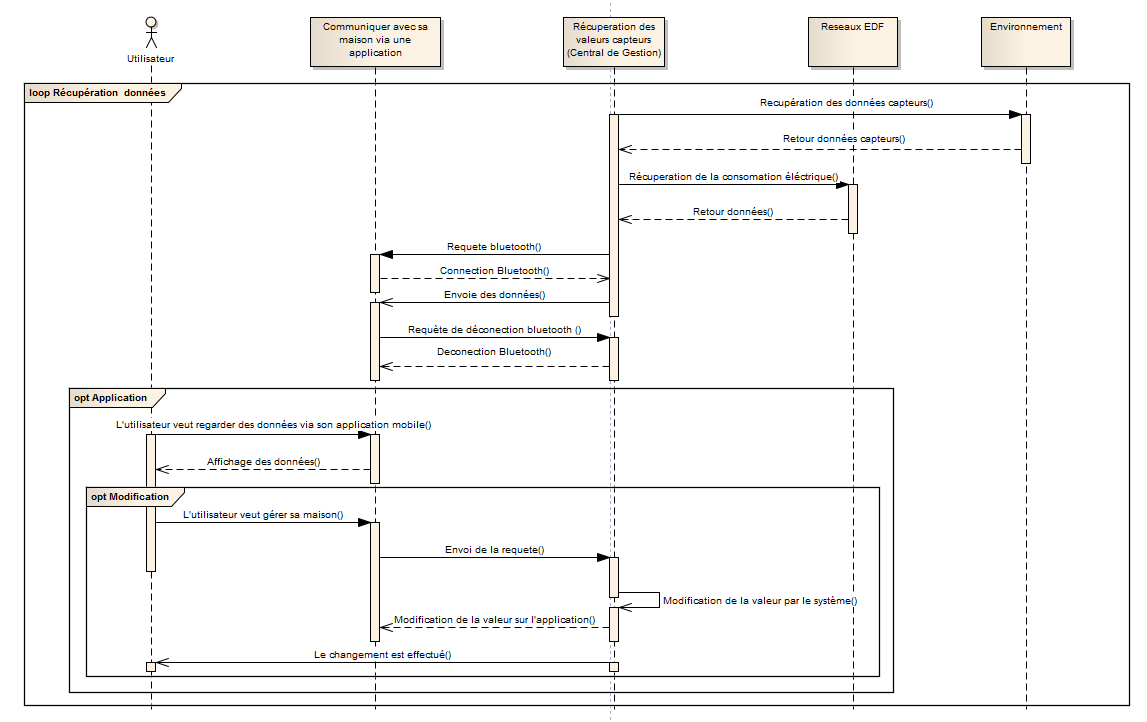 Utilisateur
Communiquer avec sa
maison via une
application
Récuperation des
valeurs capteurs
(Central de Gestion)
Reseaux EDF
Environnement
loop Récupération données
Recupération des données capteurs()
Retour données capteurs()
Récuperation de la consomation éléctrique()
Retour données()
Requete bluetooth()
Connection Bluetooth()
Envoie des données()
Requète de déconection bluetooth ()
Deconection Bluetooth()
opt Application
L'utilisateur veut regarder des données via son application mobile()
Affichage des données()
opt Modification
L'utilisateur veut gérer sa maison()
Envoi de la requete()
Modification de la valeur par le système()
Modification de la valeur sur l'application()
Le changement est effectué()